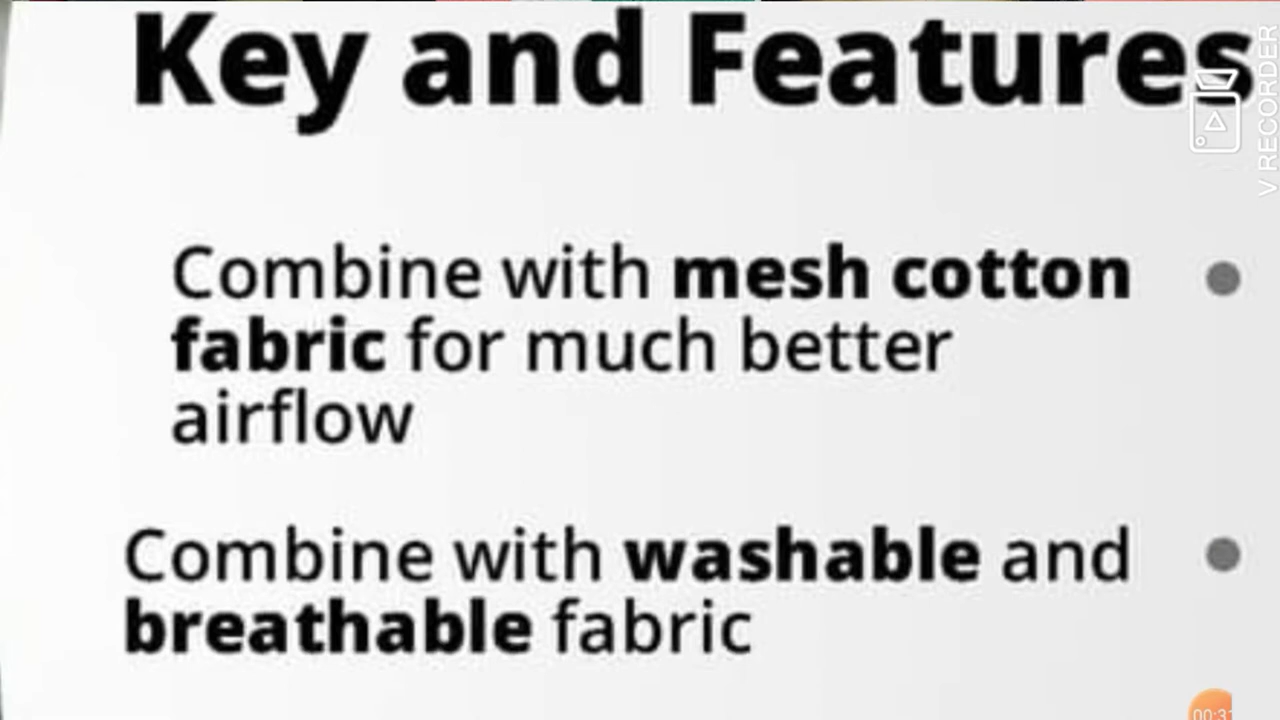 Key and Features
V RECORDER
Combine with mesh cotton
fabric for much better
airflow
Combine with washable and
breathable fabric